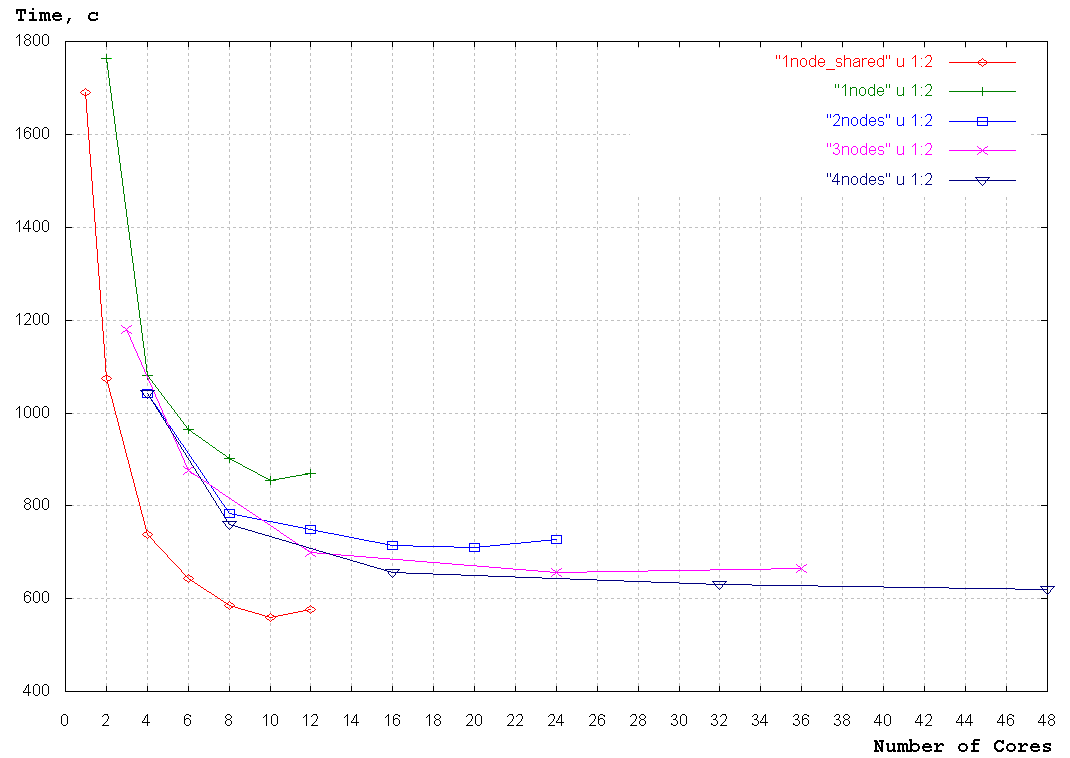 Time, c
1800
1600
1400
1200
1000
800
600
400
"1node_shared" u 1:2
"1node" u 1:2
"2nodes" u 1:2
"3nodes" u 1:2
"4nodes" u 1:2
0 2 4 6 8 10 12 14 16 18 20 22 24 26 28 30 32 34 36 38 40 42 44 46 48
Number of Cores